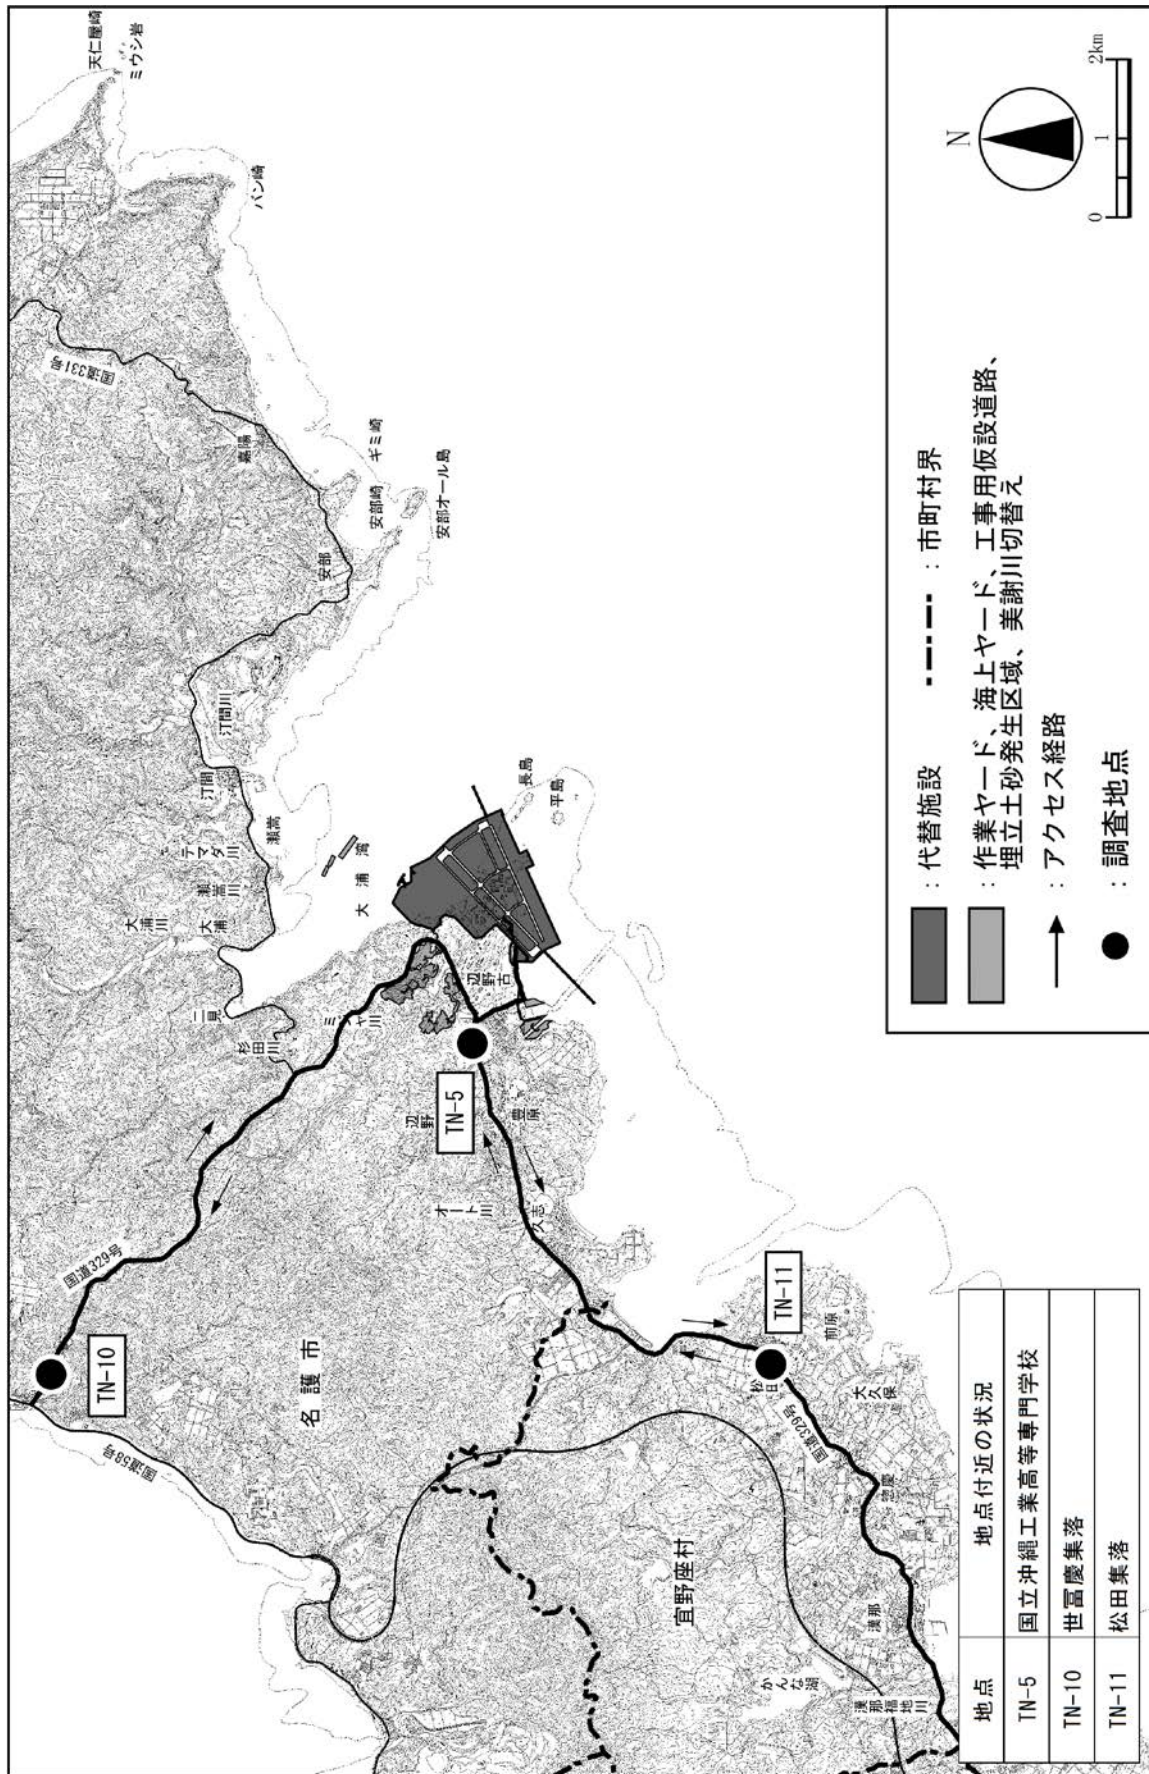 天仁屋崎
ミウシ岩
バン崎
国道331号
嘉陽
ギミ崎
安部崎
安部オール島
安部
汀間川
汀間
テマダ川
瀬嵩
瀬嵩川
大浦川
大浦
大浦湾
二見
杉田川
長島
平島
辺野古
辺野
TN-5
豊原
オート川
久志
国道329号
TN-10
名護市
国道58号
TN-11
前原
大久保
国道329号
惣慶
宜野座村
漢那
かんな湖
漢那福地川
N
0 1 2km
：代替施設
：市町村界
：作業ヤード、海上ヤード、工事用仮設道路、
埋立土砂発生区域、美謝川切替え
：アクセス経路
：調査地点
地点 地点付近の状況
TN-5 国立沖縄工業高等専門学校
TN-10 世冨慶集落
TN-11 松田集落